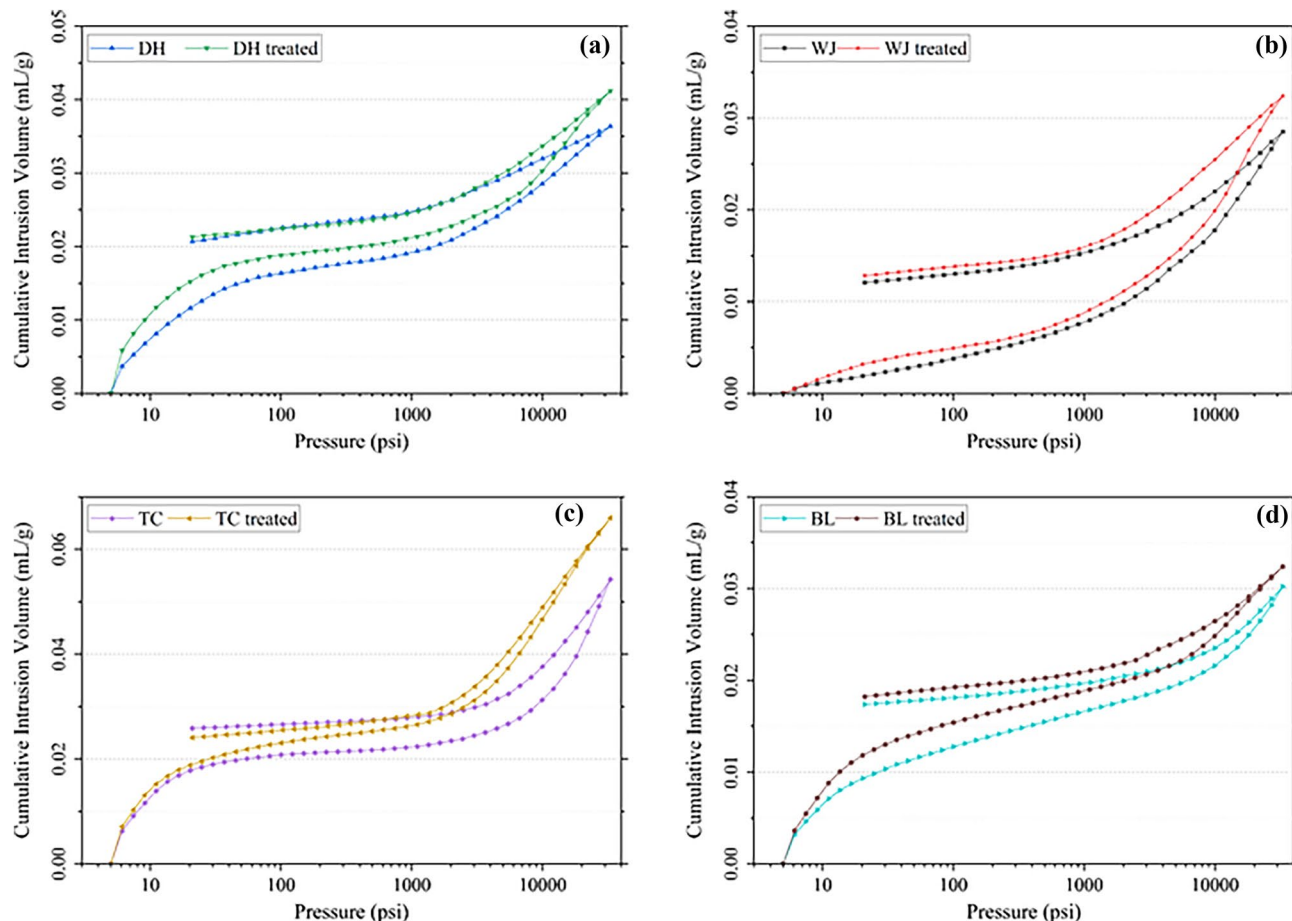 DH DH treated (a)
Cumulative Intrusion Volume (mL/g)
0.05
0.04
0.03
0.02
0.01
0.00
10 100 1000 10000
Pressure (psi)
WJ WJ treated (b)
Cumulative Intrusion Volume (mL/g)
0.04
0.03
0.02
0.01
0.00
10 100 1000 10000
Pressure (psi)
TC TC treated (c)
Cumulative Intrusion Volume (mL/g)
0.06
0.04
0.02
0.00
10 100 1000 10000
Pressure (psi)
BL BL treated (d)
Cumulative Intrusion Volume (mL/g)
0.04
0.03
0.02
0.01
0.00
10 100 1000 10000
Pressure (psi)